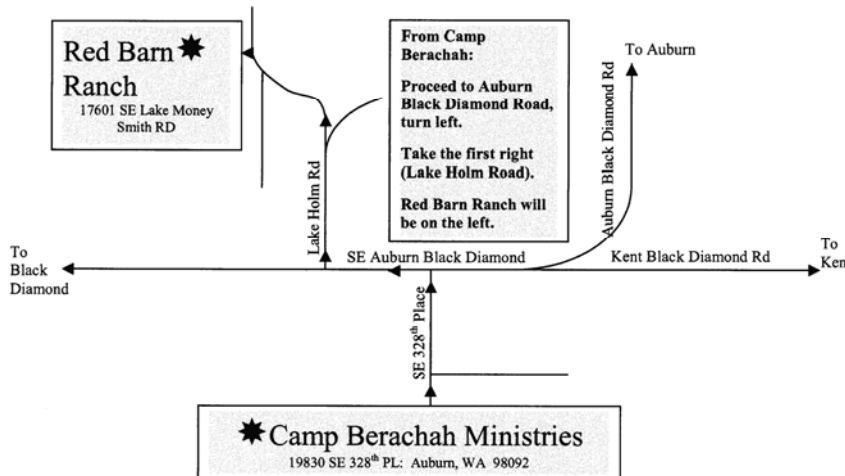 Red Barn
Ranch
17601 SE Lake Money
Smith RD
From Camp
Berachah:
Proceed to Auburn
Black Diamond Road,
turn left.
Take the first right
(Lake Holm Road).
Red Barn Ranch will
be on the left.
To Auburn
Auburn Black Diamond Rd
Lake Holm Rd
To
Black
Diamond
SE Auburn Black Diamond
Kent Black Diamond Rd
To
Kent
SE 328th Place
Camp Berachah Ministries
19830 SE 328th PL: Auburn, WA 98092